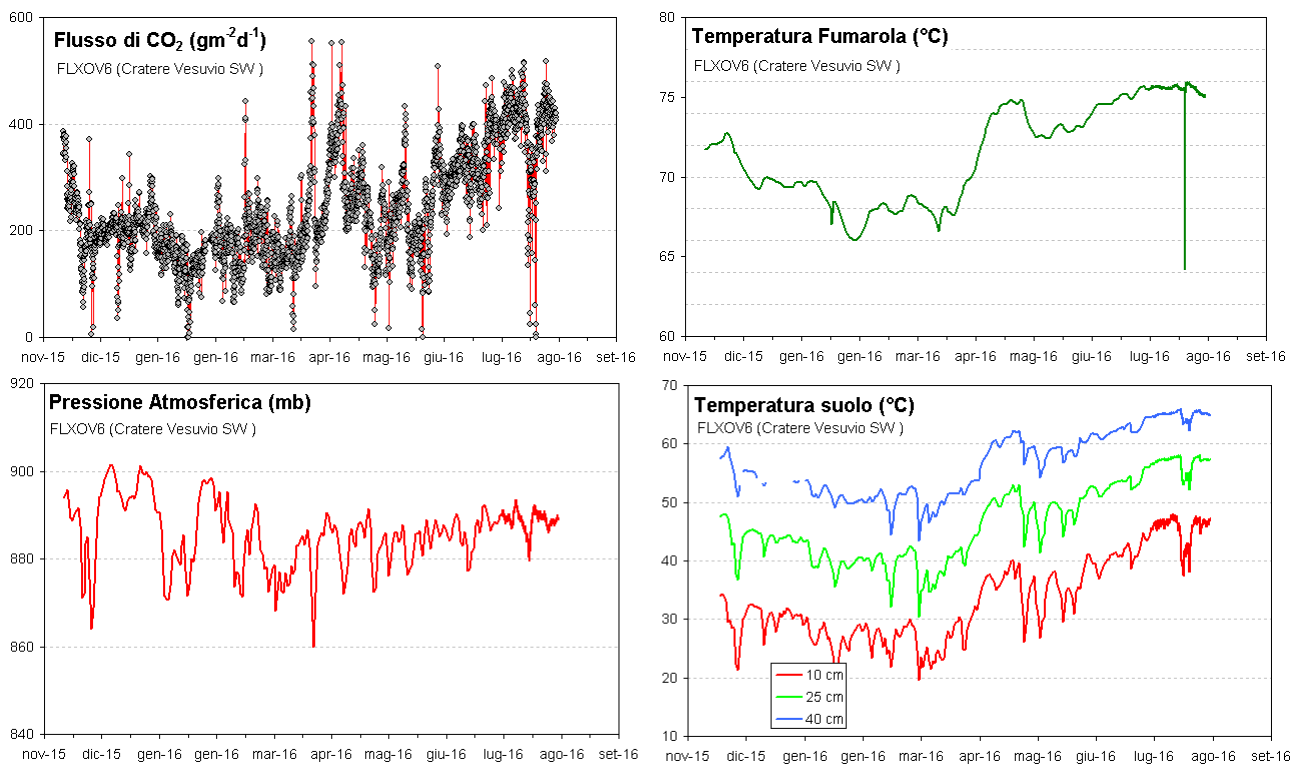 Flusso di CO₂ (gm⁻²d⁻¹)
FLXOV6 (Cratere Vesuvio SW )
600
400
200
0
nov-15 dic-15 gen-16 gen-16 mar-16 apr-16 mag-16 giu-16 lug-16 ago-16 set-16
Temperatura Fumarola (°C)
FLXOV6 (Cratere Vesuvio SW )
80
75
70
65
60
nov-15 dic-15 gen-16 gen-16 mar-16 apr-16 mag-16 giu-16 lug-16 ago-16 set-16
Pressione Atmosferica (mb)
FLXOV6 (Cratere Vesuvio SW )
920
900
880
860
840
nov-15 dic-15 gen-16 gen-16 mar-16 apr-16 mag-16 giu-16 lug-16 ago-16 set-16
Temperatura suolo (°C)
FLXOV6 (Cratere Vesuvio SW )
70
60
50
40
30
20
10
10 cm
25 cm
40 cm
nov-15 dic-15 gen-16 gen-16 mar-16 apr-16 mag-16 giu-16 lug-16 ago-16 set-16